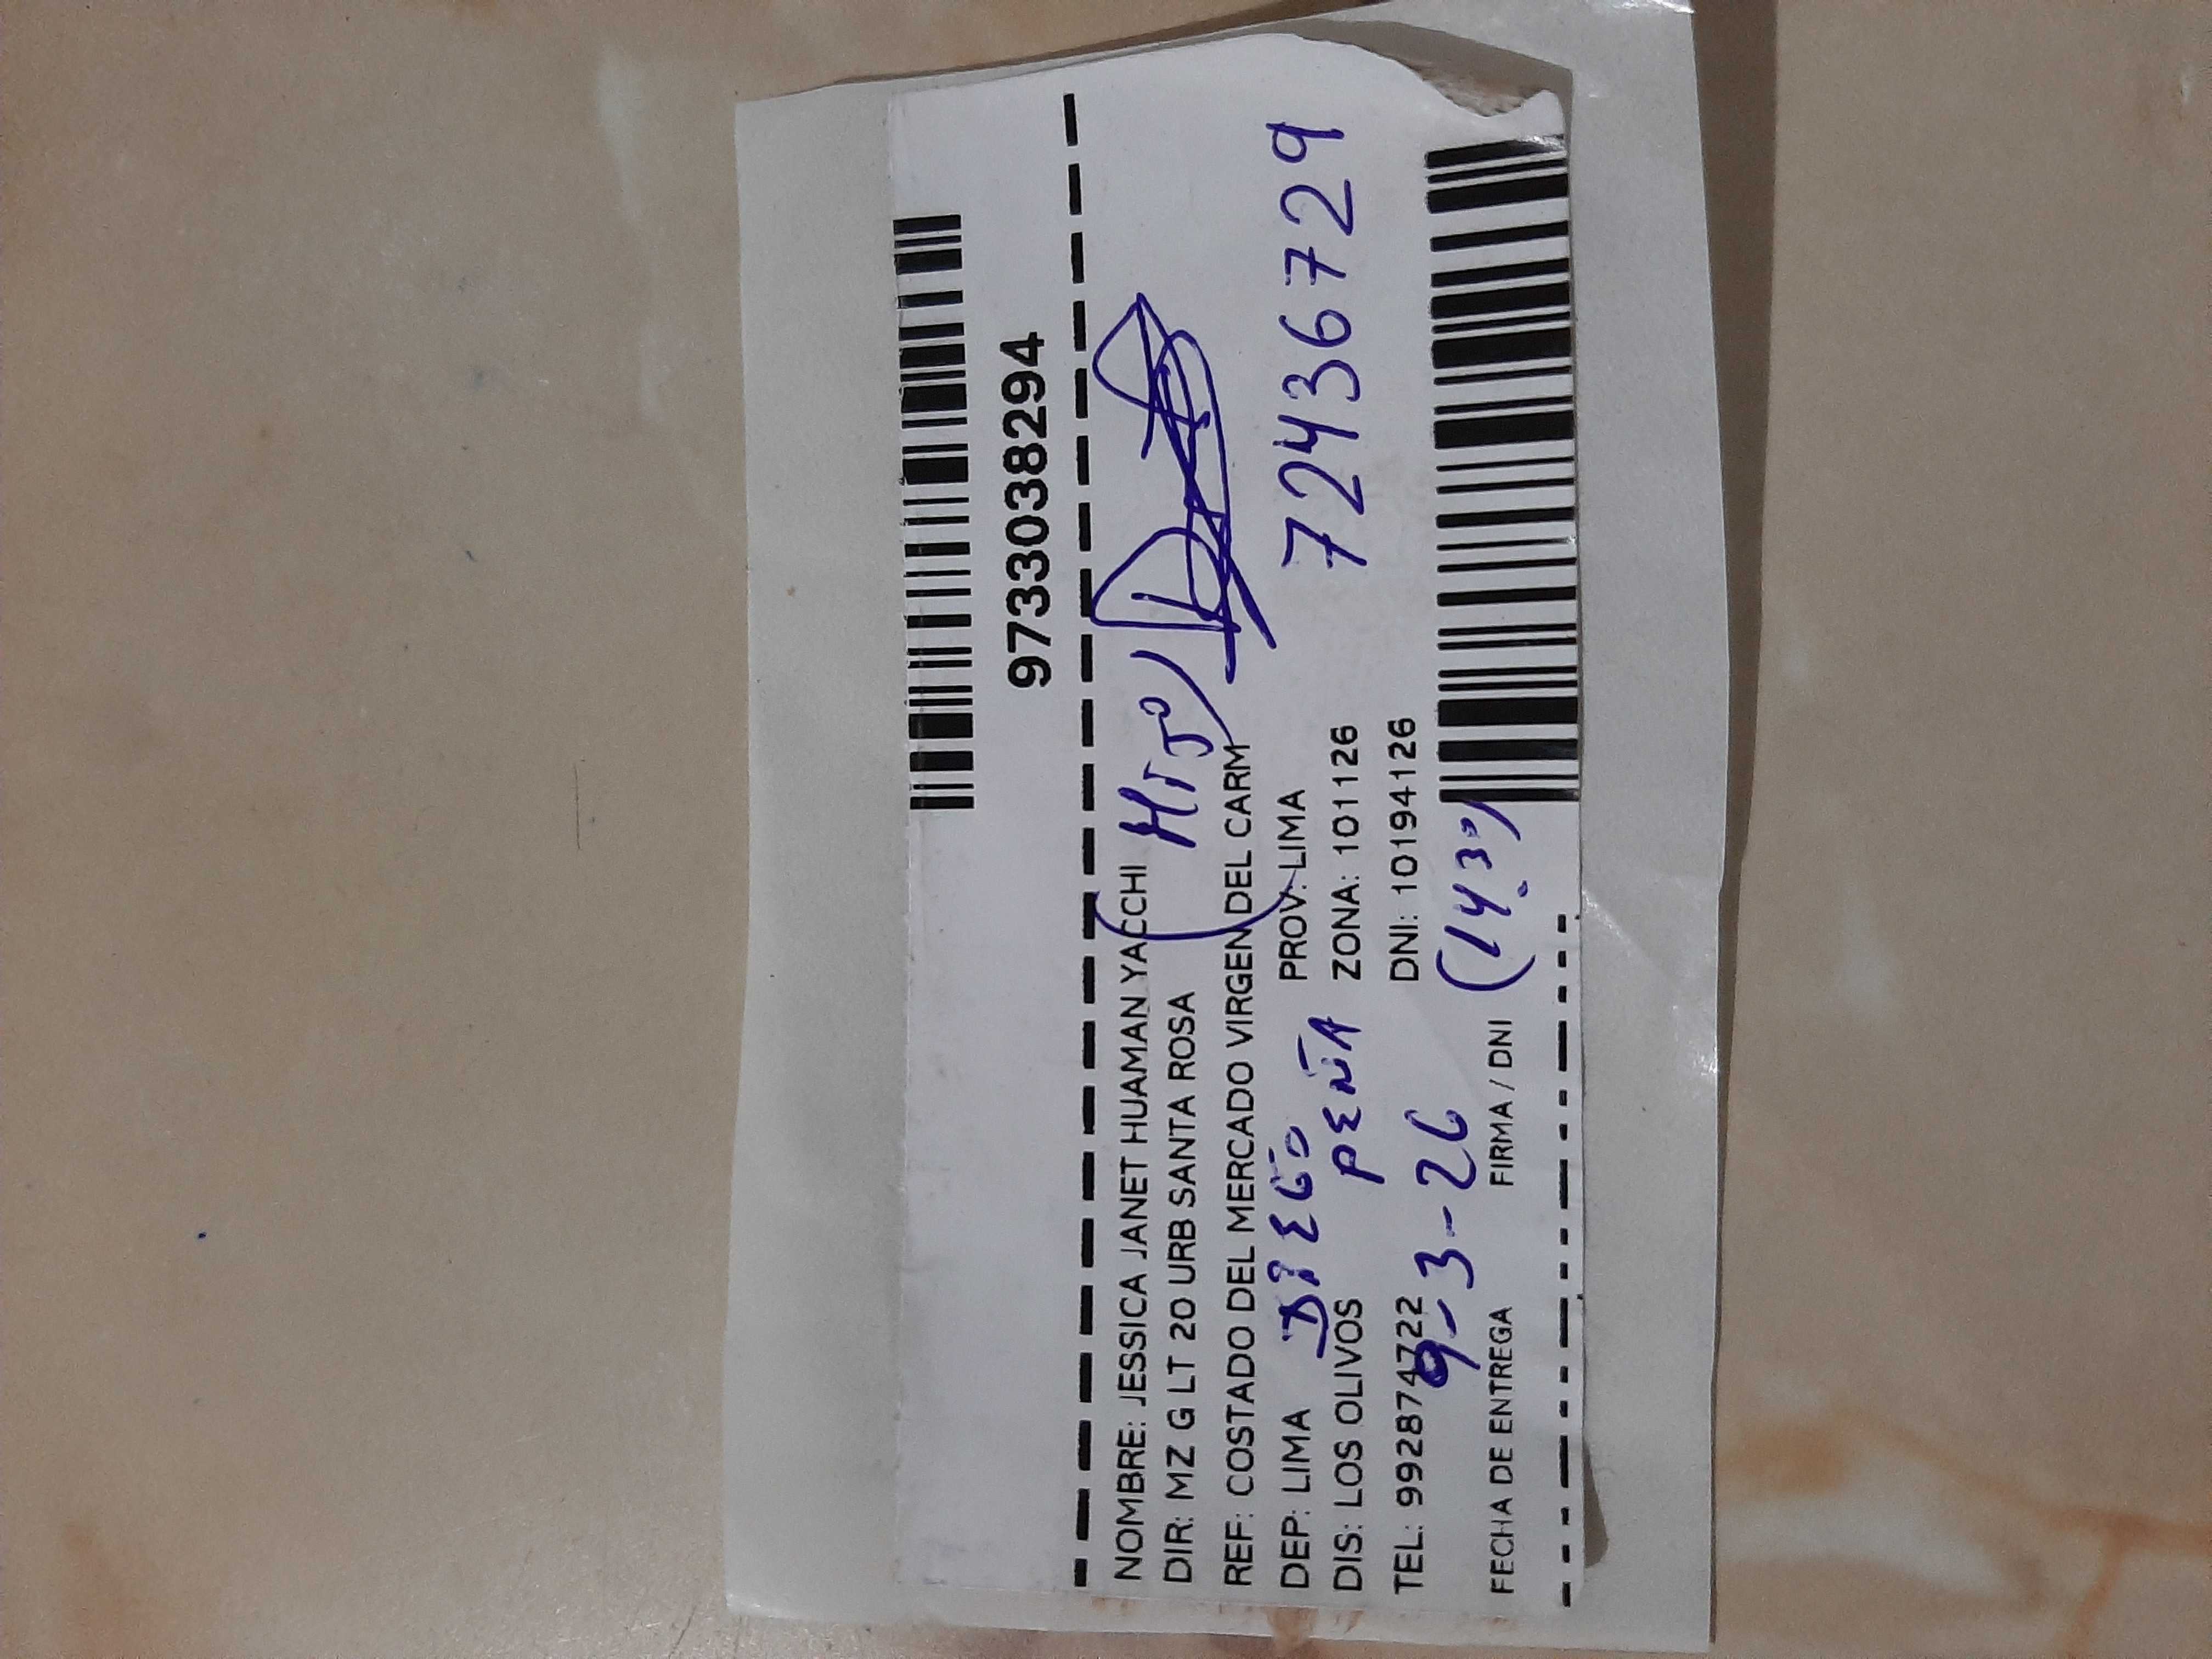 9733038294
NOMBRE: JESSICA JANET HUAMAN YACCHI
DIR: MZ G LT 20 URB SANTA ROSA
(HIJO)
REF: COSTADO DEL MERCADO VIRGEN DEL CARM
DEP: LIMA PROV: LIMA
DIEGO
PEÑA
72436729
DIS: LOS OLIVOS ZONA: 101126
TEL: 992874722 DNI: 10194126
9-3-26
(1430)
FECHA DE ENTREGA FIRMA / DNI